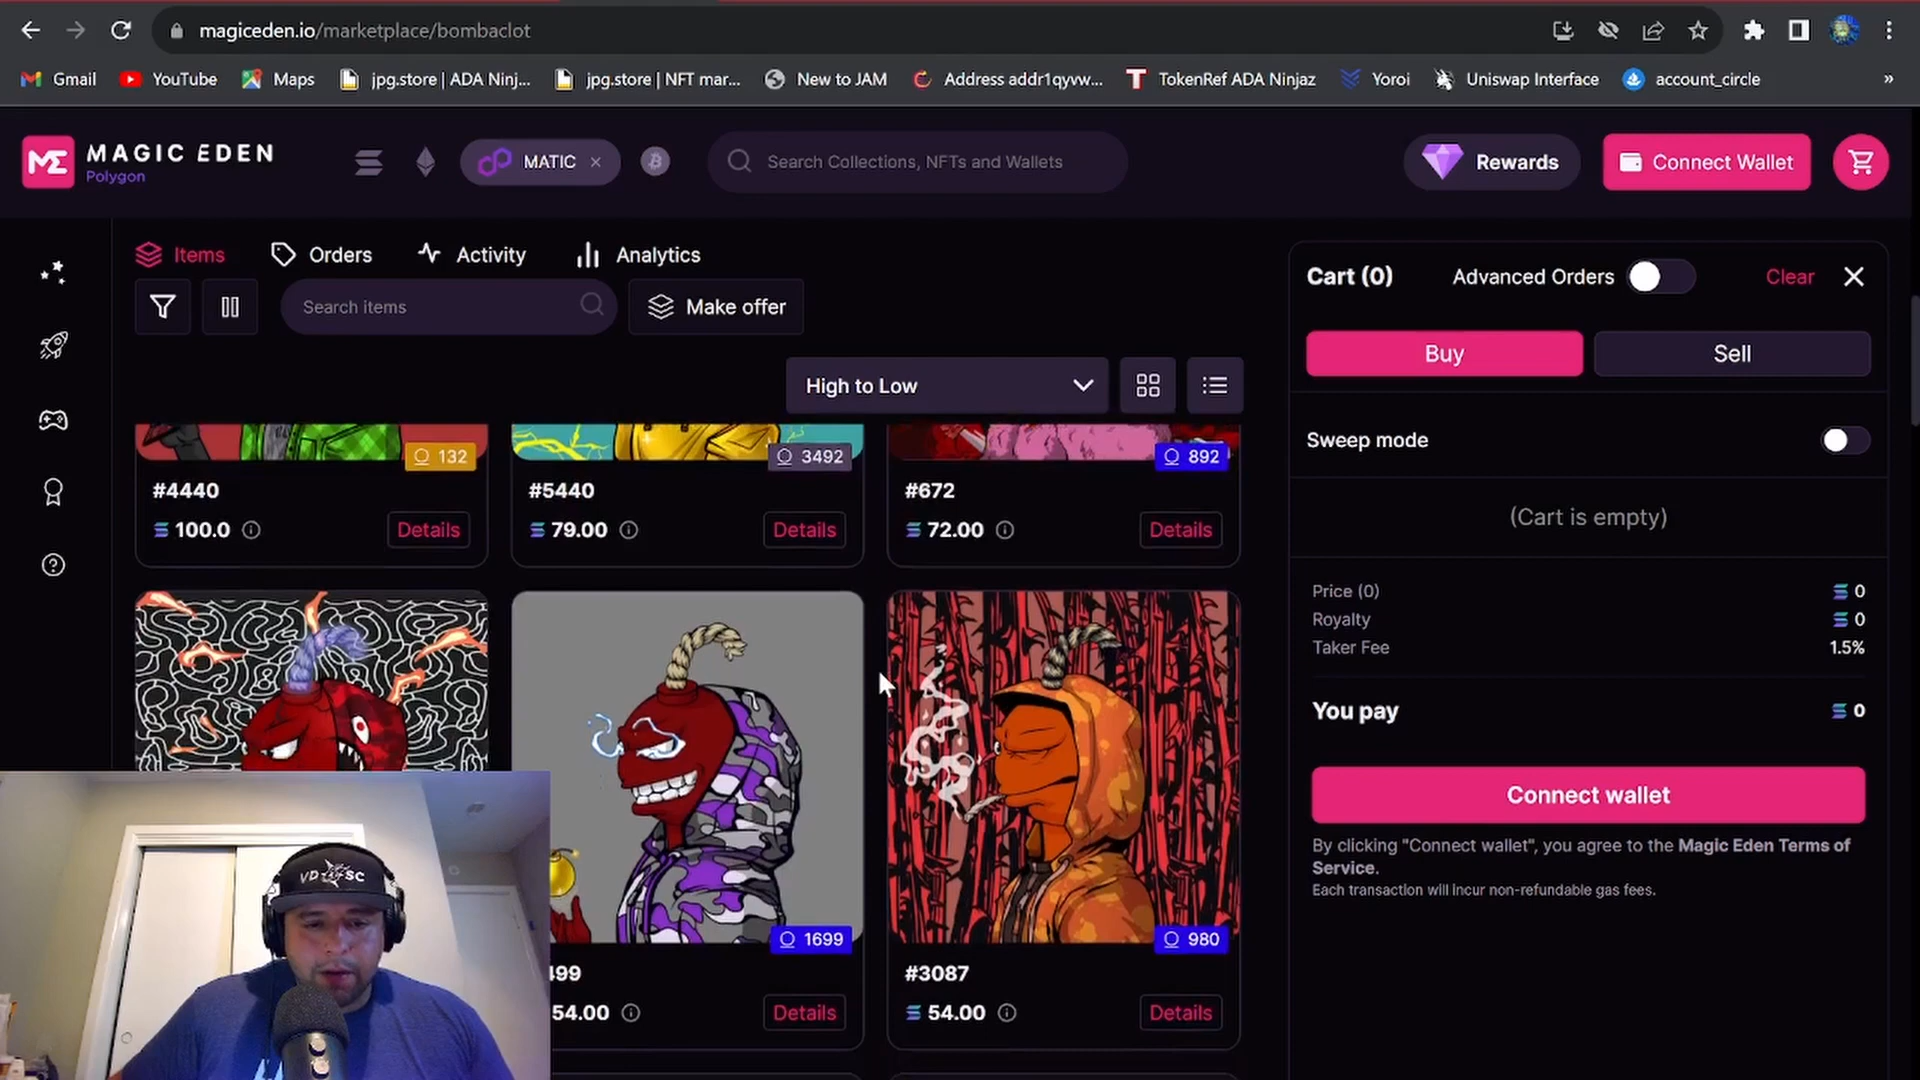 magiceden.io/marketplace/bombaclot
Gmail YouTube Maps jpg.store | ADA Ninj... jpg.store | NFT mar... New to JAM Address addr1qyvw... TokenRef ADA Ninjaz Yoroi Uniswap Interface account_circle »
MAGIC EDEN
Polygon
MATIC
Search Collections, NFTs and Wallets
Rewards
Connect Wallet
Items Orders Activity Analytics
Search items
Make offer
High to Low
132
#4440
100.0
Details
3492
#5440
79.00
Details
892
#672
72.00
Details
1699
499
54.00
Details
980
#3087
54.00
Details
Cart (0)
Advanced Orders
Clear
Buy
Sell
Sweep mode
(Cart is empty)
Price (0) 0
Royalty 0
Taker Fee 1.5%
You pay 0
Connect wallet
By clicking "Connect wallet", you agree to the Magic Eden Terms of
Service.
Each transaction will incur non-refundable gas fees.